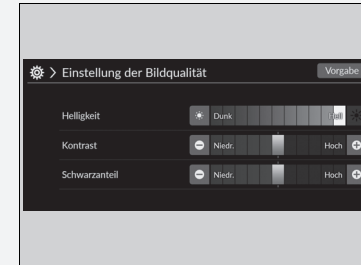 > Einstellung der Bildqualität Vorgabe
Helligkeit Dunk Hell
Kontrast Niedr. Hoch
Schwarzanteil Niedr. Hoch